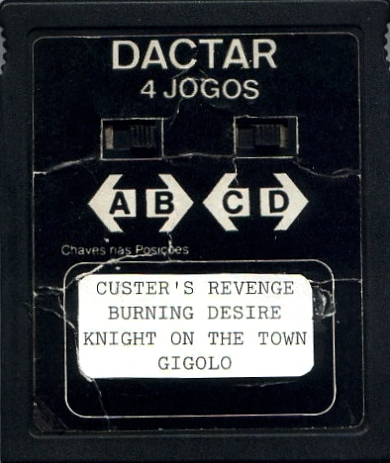 DACTAR
4 JOGOS
A B C D
Chaves nas Posições
CUSTER'S REVENGE
BURNING DESIRE
KNIGHT ON THE TOWN
GIGOLO